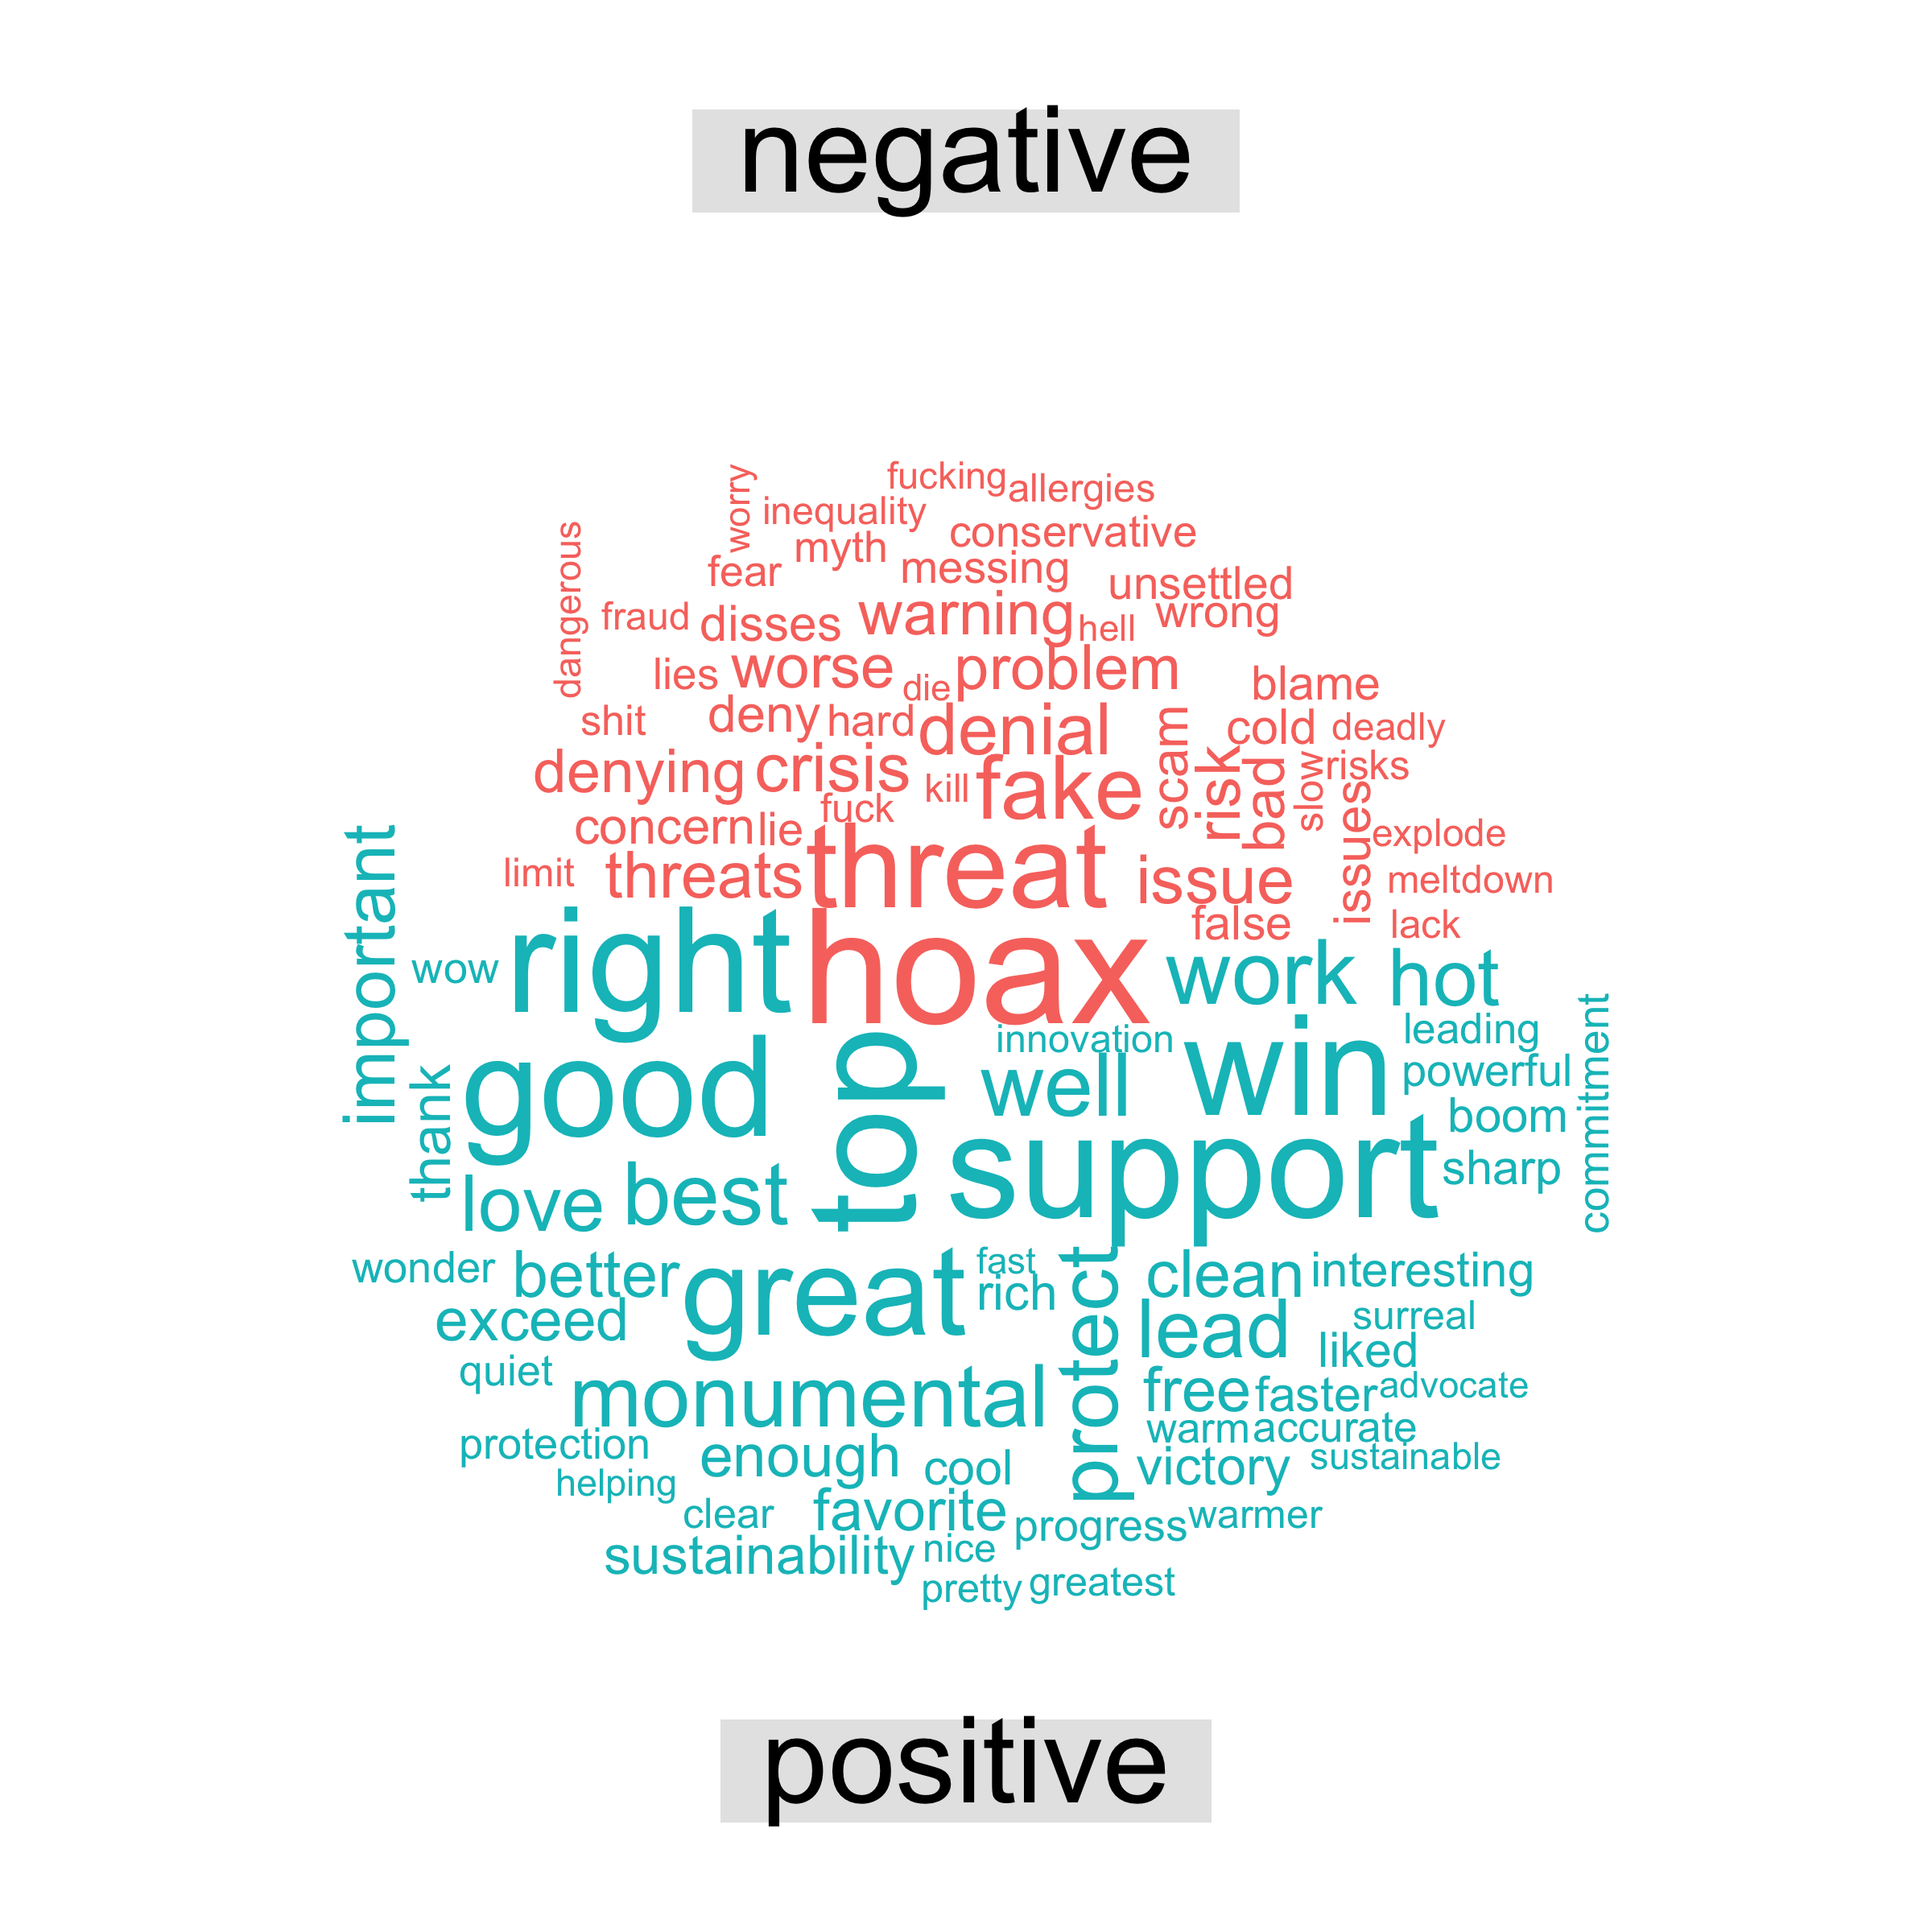 negative
fucking allergies
worry inequality conservative
myth
fear messing unsettled
dangerous fraud disses warning hell wrong
lies worse die problem blame
shit deny hard denial scam cold deadly
denying crisis kill fake risk bad slow risks
concern lie fuck issues explode
limit threats threat issue meltdown
false lack
important wow right hoax work hot
innovation leading commitment
thank good top well win powerful
boom
love best support sharp
wonder better great fast protect clean interesting
rich
exceed lead surreal
liked
quiet monumental free faster advocate
warm accurate
protection enough cool victory sustainable
helping
clear favorite progress warmer
sustainability nice
pretty greatest
positive